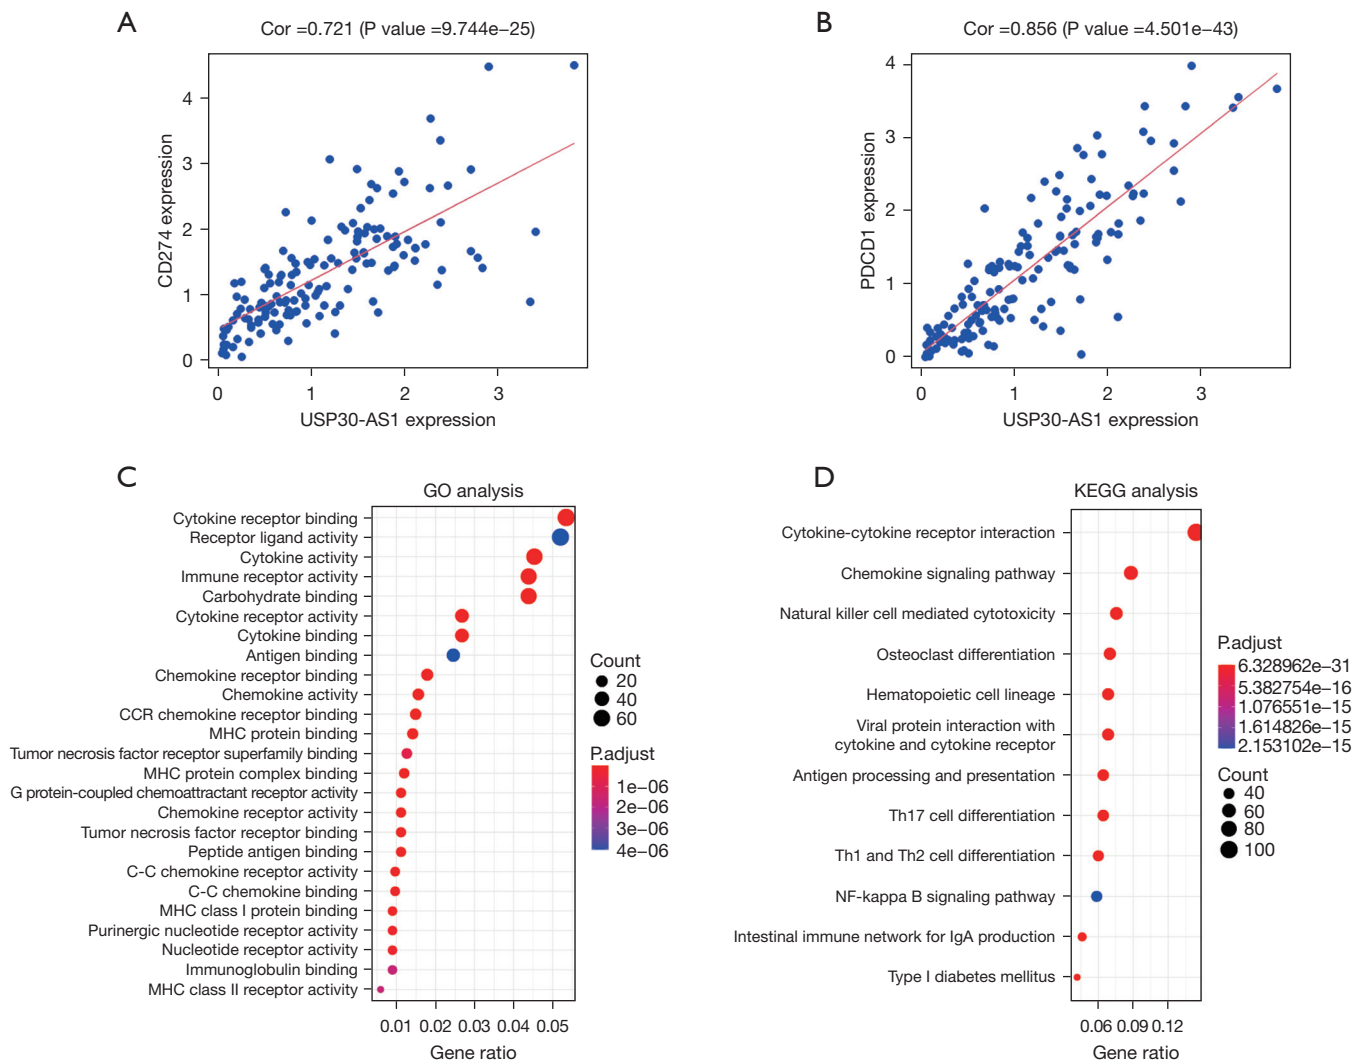 A
Cor =0.721 (P value =9.744e−25)
CD274 expression
4
3
2
1
0
0 1 2 3
USP30-AS1 expression
B
Cor =0.856 (P value =4.501e−43)
PDCD1 expression
4
3
2
1
0
0 1 2 3
USP30-AS1 expression
C
GO analysis
Cytokine receptor binding
Receptor ligand activity
Cytokine activity
Immune receptor activity
Carbohydrate binding
Cytokine receptor activity
Cytokine binding
Antigen binding
Chemokine receptor binding
Chemokine activity
CCR chemokine receptor binding
MHC protein binding
Tumor necrosis factor receptor superfamily binding
MHC protein complex binding
G protein-coupled chemoattractant receptor activity
Chemokine receptor activity
Tumor necrosis factor receptor binding
Peptide antigen binding
C-C chemokine receptor activity
C-C chemokine binding
MHC class I protein binding
Purinergic nucleotide receptor activity
Nucleotide receptor activity
Immunoglobulin binding
MHC class II receptor activity
0.01 0.02 0.03 0.04 0.05
Gene ratio
Count
20
40
60
P.adjust
1e−06
2e−06
3e−06
4e−06
D
KEGG analysis
Cytokine-cytokine receptor interaction
Chemokine signaling pathway
Natural killer cell mediated cytotoxicity
Osteoclast differentiation
Hematopoietic cell lineage
Viral protein interaction with
cytokine and cytokine receptor
Antigen processing and presentation
Th17 cell differentiation
Th1 and Th2 cell differentiation
NF-kappa B signaling pathway
Intestinal immune network for IgA production
Type I diabetes mellitus
0.06 0.09 0.12
Gene ratio
P.adjust
6.328962e−31
5.382754e−16
1.076551e−15
1.614826e−15
2.153102e−15
Count
40
60
80
100